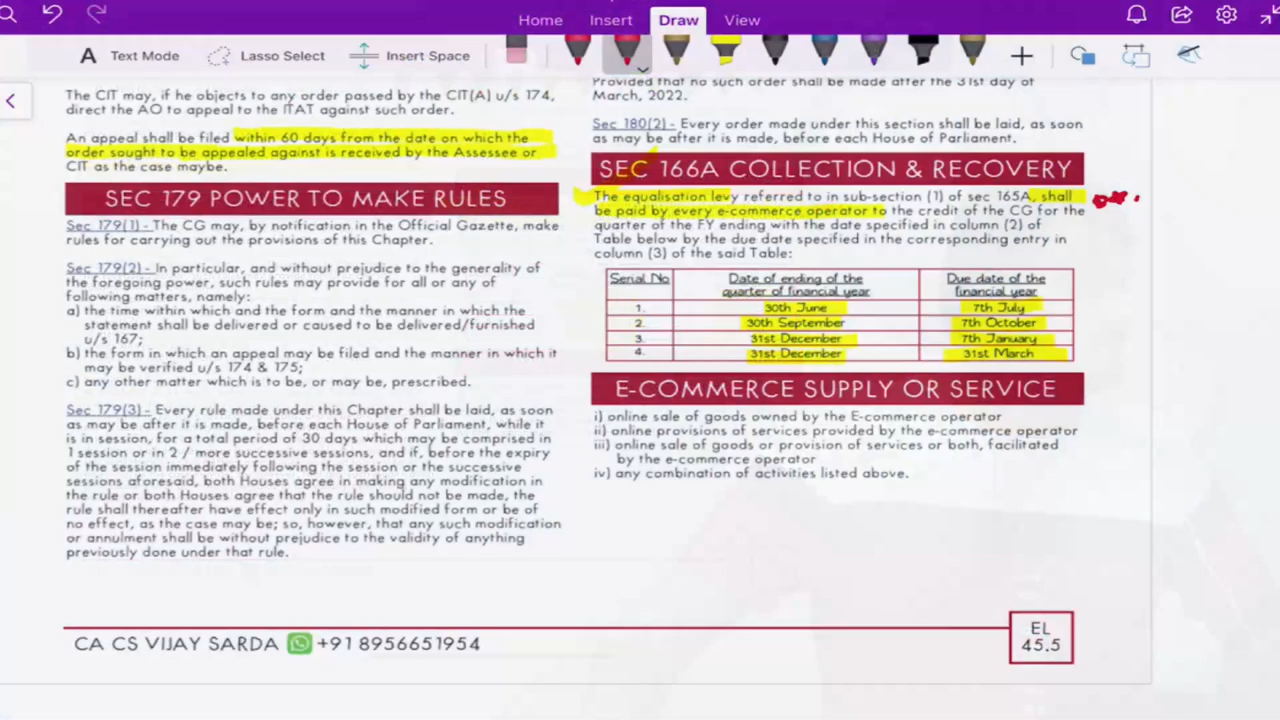 Home Insert Draw View
Text Mode Lasso Select Insert Space
The CIT may, if he objects to any order passed by the CIT(A) u/s 174,
direct the AO to appeal to the ITAT against such order.
An appeal shall be filed within 60 days from the date on which the
order sought to be appealed against is received by the Assessee or
CIT as the case maybe.
SEC 179 POWER TO MAKE RULES
Sec 179(1) - The CG may, by notification in the Official Gazette, make
rules for carrying out the provisions of this Chapter.
Sec 179(2) - In particular, and without prejudice to the generality of
the foregoing power, such rules may provide for all or any of
following matters, namely:
a) the time within which and the form and the manner in which the
statement shall be delivered or caused to be delivered/furnished
u/s 167;
b) the form in which an appeal may be filed and the manner in which it
may be verified u/s 174 & 175;
c) any other matter which is to be, or may be, prescribed.
Sec 179(3) - Every rule made under this Chapter shall be laid, as soon
as may be after it is made, before each House of Parliament, while it
is in session, for a total period of 30 days which may be comprised in
1 session or in 2 / more successive sessions, and if, before the expiry
of the session immediately following the session or the successive
sessions aforesaid, both Houses agree in making any modification in
the rule or both Houses agree that the rule should not be made, the
rule shall thereafter have effect only in such modified form or be of
no effect, as the case may be; so, however, that any such modification
or annulment shall be without prejudice to the validity of anything
previously done under that rule.
Provided that no such order shall be made after the 31st day of
March, 2022.
Sec 180(2) - Every order made under this section shall be laid, as soon
as may be after it is made, before each House of Parliament.
SEC 166A COLLECTION & RECOVERY
The equalisation levy referred to in sub-section (1) of sec 165A, shall
be paid by every e-commerce operator to the credit of the CG for the
quarter of the FY ending with the date specified in column (2) of
Table below by the due date specified in the corresponding entry in
column (3) of the said Table:
Serial No Date of ending of the Due date of the
quarter of financial year financial year
1. 30th June 7th July
2. 30th September 7th October
3. 31st December 7th January
4. 31st December 31st March
E-COMMERCE SUPPLY OR SERVICE
i) online sale of goods owned by the E-commerce operator
ii) online provisions of services provided by the e-commerce operator
iii) online sale of goods or provision of services or both, facilitated
by the e-commerce operator
iv) any combination of activities listed above.
CA CS VIJAY SARDA +91 8956651954
EL
45.5